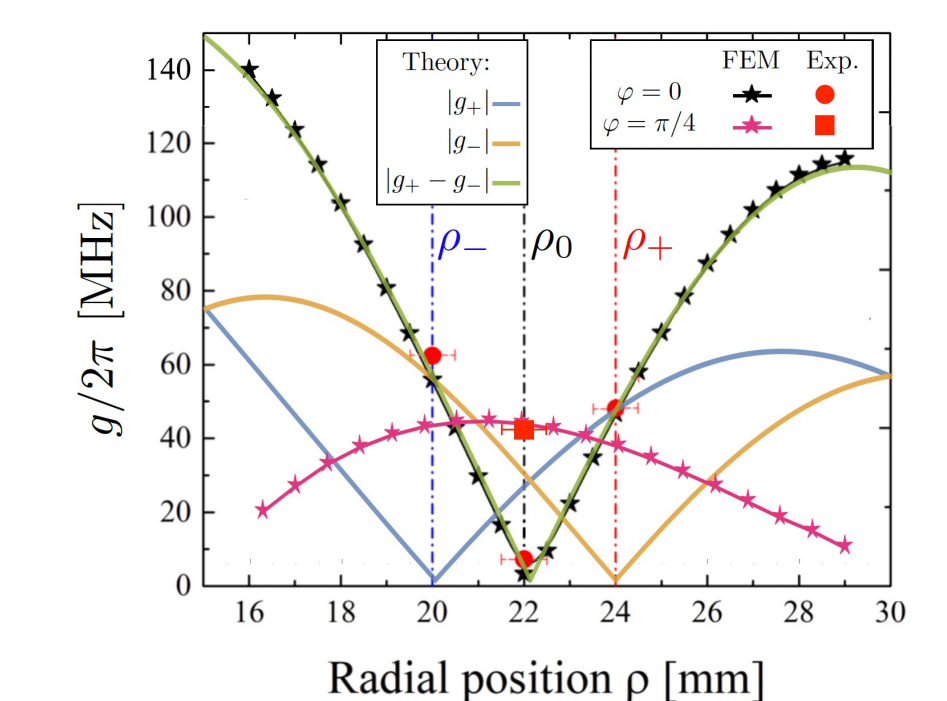 Theory:
|g₊|
|g₋|
|g₊ − g₋|
FEM Exp.
φ = 0
φ = π/4
ρ₋
ρ₀
ρ₊
g/2π [MHz]
140
120
100
80
60
40
20
0
16 18 20 22 24 26 28 30
Radial position ρ [mm]